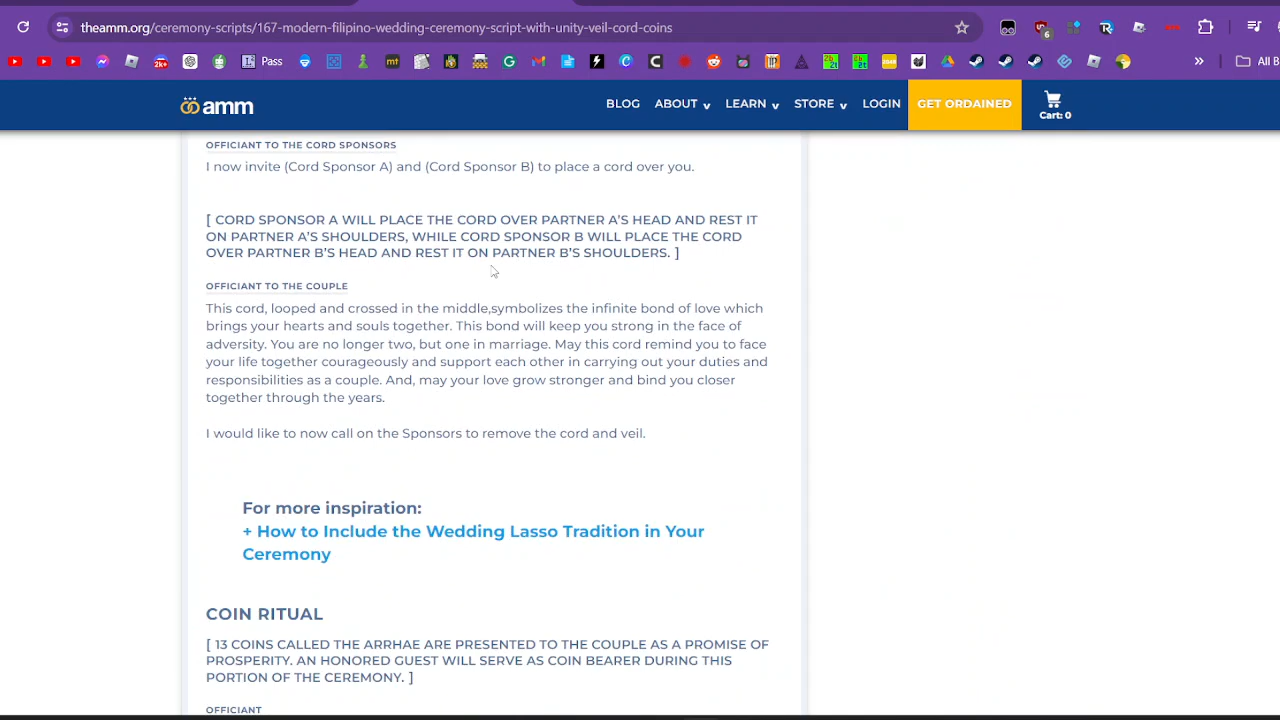 theamm.org/ceremony-scripts/167-modern-filipino-wedding-ceremony-script-with-unity-veil-cord-coins
6
2k+
Pass
mt
All B
amm
BLOG ABOUT LEARN STORE LOGIN GET ORDAINED Cart: 0
OFFICIANT TO THE CORD SPONSORS
I now invite (Cord Sponsor A) and (Cord Sponsor B) to place a cord over you.
[ CORD SPONSOR A WILL PLACE THE CORD OVER PARTNER A’S HEAD AND REST IT
ON PARTNER A’S SHOULDERS, WHILE CORD SPONSOR B WILL PLACE THE CORD
OVER PARTNER B’S HEAD AND REST IT ON PARTNER B’S SHOULDERS. ]
OFFICIANT TO THE COUPLE
This cord, looped and crossed in the middle,symbolizes the infinite bond of love which
brings your hearts and souls together. This bond will keep you strong in the face of
adversity. You are no longer two, but one in marriage. May this cord remind you to face
your life together courageously and support each other in carrying out your duties and
responsibilities as a couple. And, may your love grow stronger and bind you closer
together through the years.
I would like to now call on the Sponsors to remove the cord and veil.
For more inspiration:
+ How to Include the Wedding Lasso Tradition in Your
Ceremony
COIN RITUAL
[ 13 COINS CALLED THE ARRHAE ARE PRESENTED TO THE COUPLE AS A PROMISE OF
PROSPERITY. AN HONORED GUEST WILL SERVE AS COIN BEARER DURING THIS
PORTION OF THE CEREMONY. ]
OFFICIANT